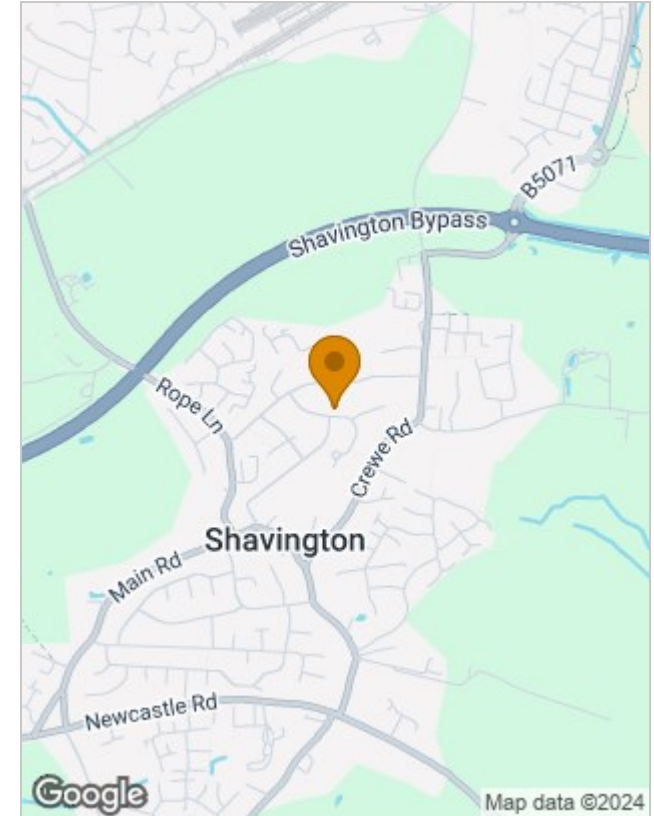 B5071
Shavington Bypass
Rope Ln
Crewe Rd
Shavington
Main Rd
Newcastle Rd
Google
Map data ©2024